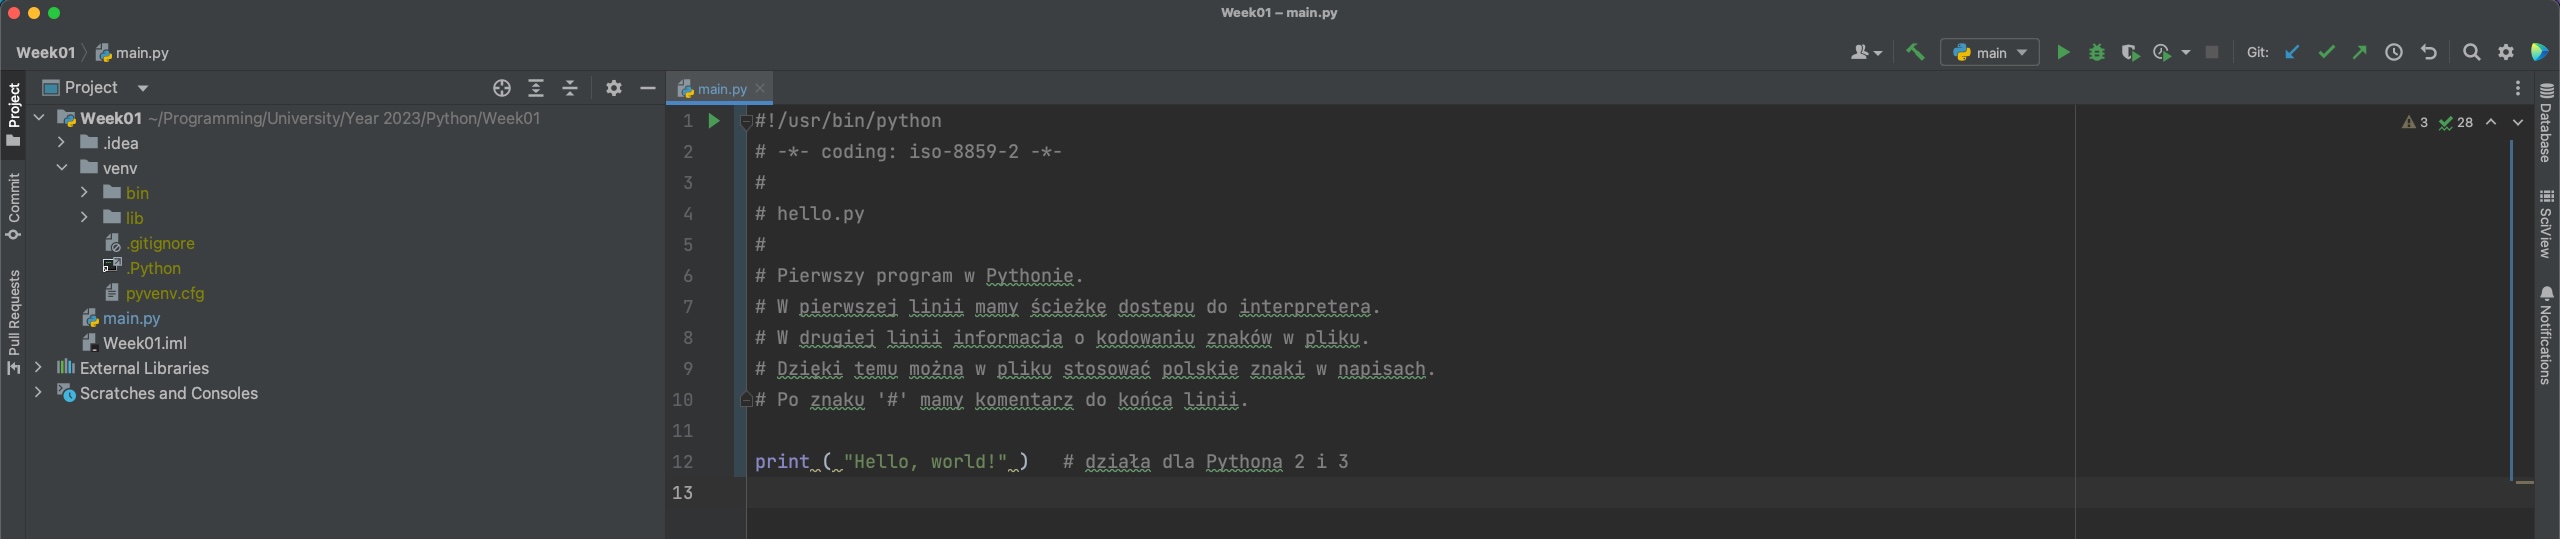 Week01 – main.py
Week01 main.py
main
Git:
Project
Commit
Pull Requests
Project
Week01 ~/Programming/University/Year 2023/Python/Week01
.idea
venv
bin
lib
.gitignore
.Python
pyvenv.cfg
main.py
Week01.iml
External Libraries
Scratches and Consoles
main.py
3 28
1 #!/usr/bin/python
2 # -*- coding: iso-8859-2 -*-
3 #
4 # hello.py
5 #
6 # Pierwszy program w Pythonie.
7 # W pierwszej linii mamy ścieżkę dostępu do interpretera.
8 # W drugiej linii informacja o kodowaniu znaków w pliku.
9 # Dzięki temu można w pliku stosować polskie znaki w napisach.
10 # Po znaku '#' mamy komentarz do końca linii.
11
12 print ( "Hello, world!" )   # działa dla Pythona 2 i 3
13
Database
SciView
Notifications